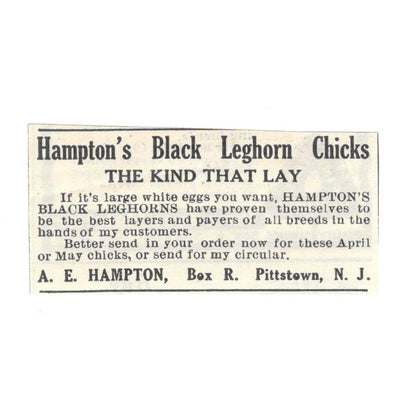 Hampton's Black Leghorn Chicks
THE KIND THAT LAY
If it's large white eggs you want, HAMPTON'S
BLACK LEGHORNS have proven themselves to
be the best layers and payers of all breeds in the
hands of my customers.
Better send in your order now for these April
or May chicks, or send for my circular.
A. E. HAMPTON, Box R. Pittstown, N. J.